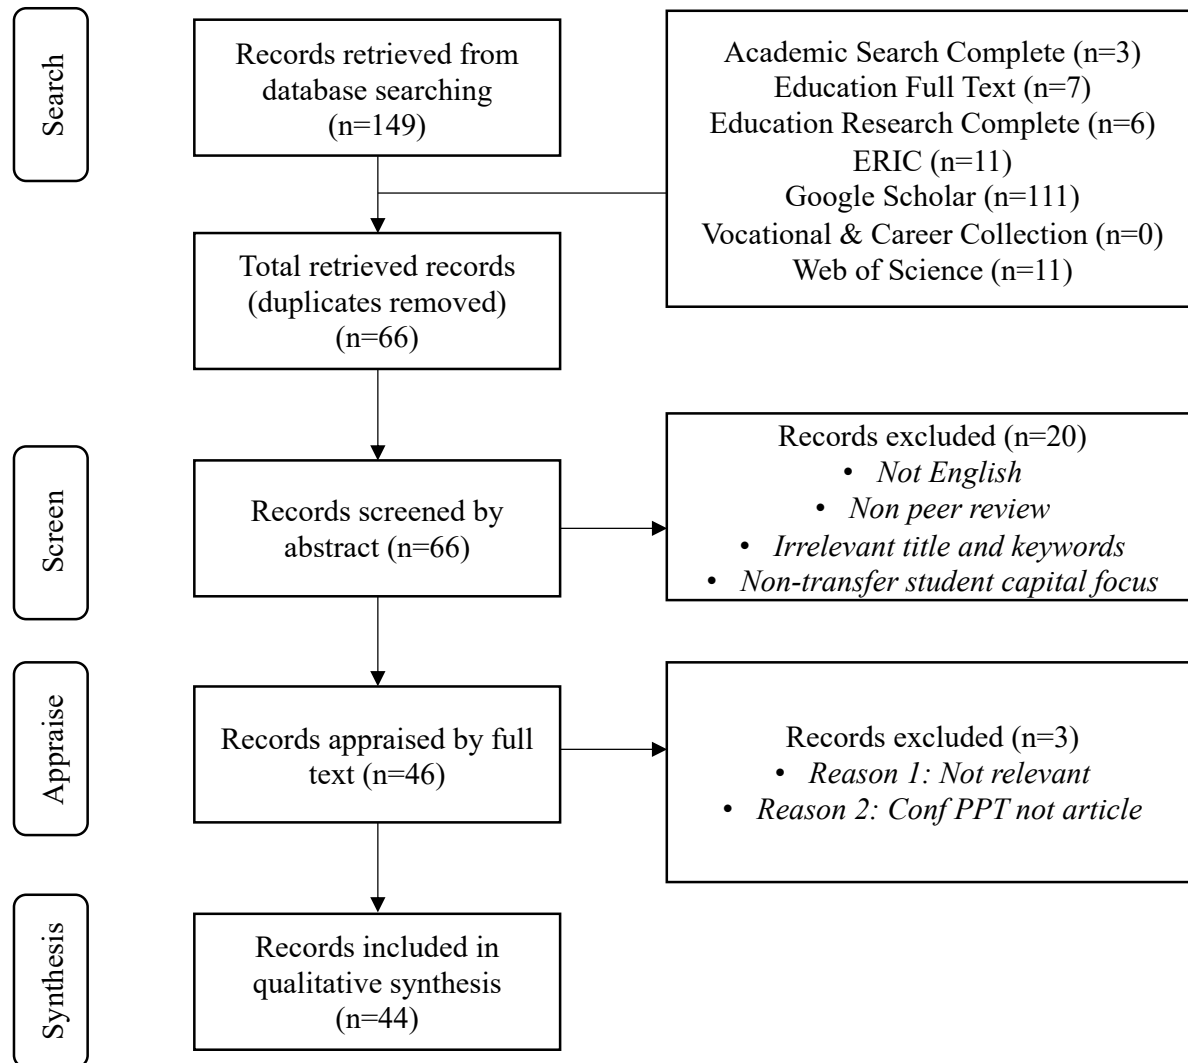 Search
Records retrieved from
database searching
(n=149)
Academic Search Complete (n=3)
Education Full Text (n=7)
Education Research Complete (n=6)
ERIC (n=11)
Google Scholar (n=111)
Vocational & Career Collection (n=0)
Web of Science (n=11)
Total retrieved records
(duplicates removed)
(n=66)
Screen
Records screened by
abstract (n=66)
Records excluded (n=20)
• Not English
• Non peer review
• Irrelevant title and keywords
• Non-transfer student capital focus
Appraise
Records appraised by full
text (n=46)
Records excluded (n=3)
• Reason 1: Not relevant
• Reason 2: Conf PPT not article
Synthesis
Records included in
qualitative synthesis
(n=44)